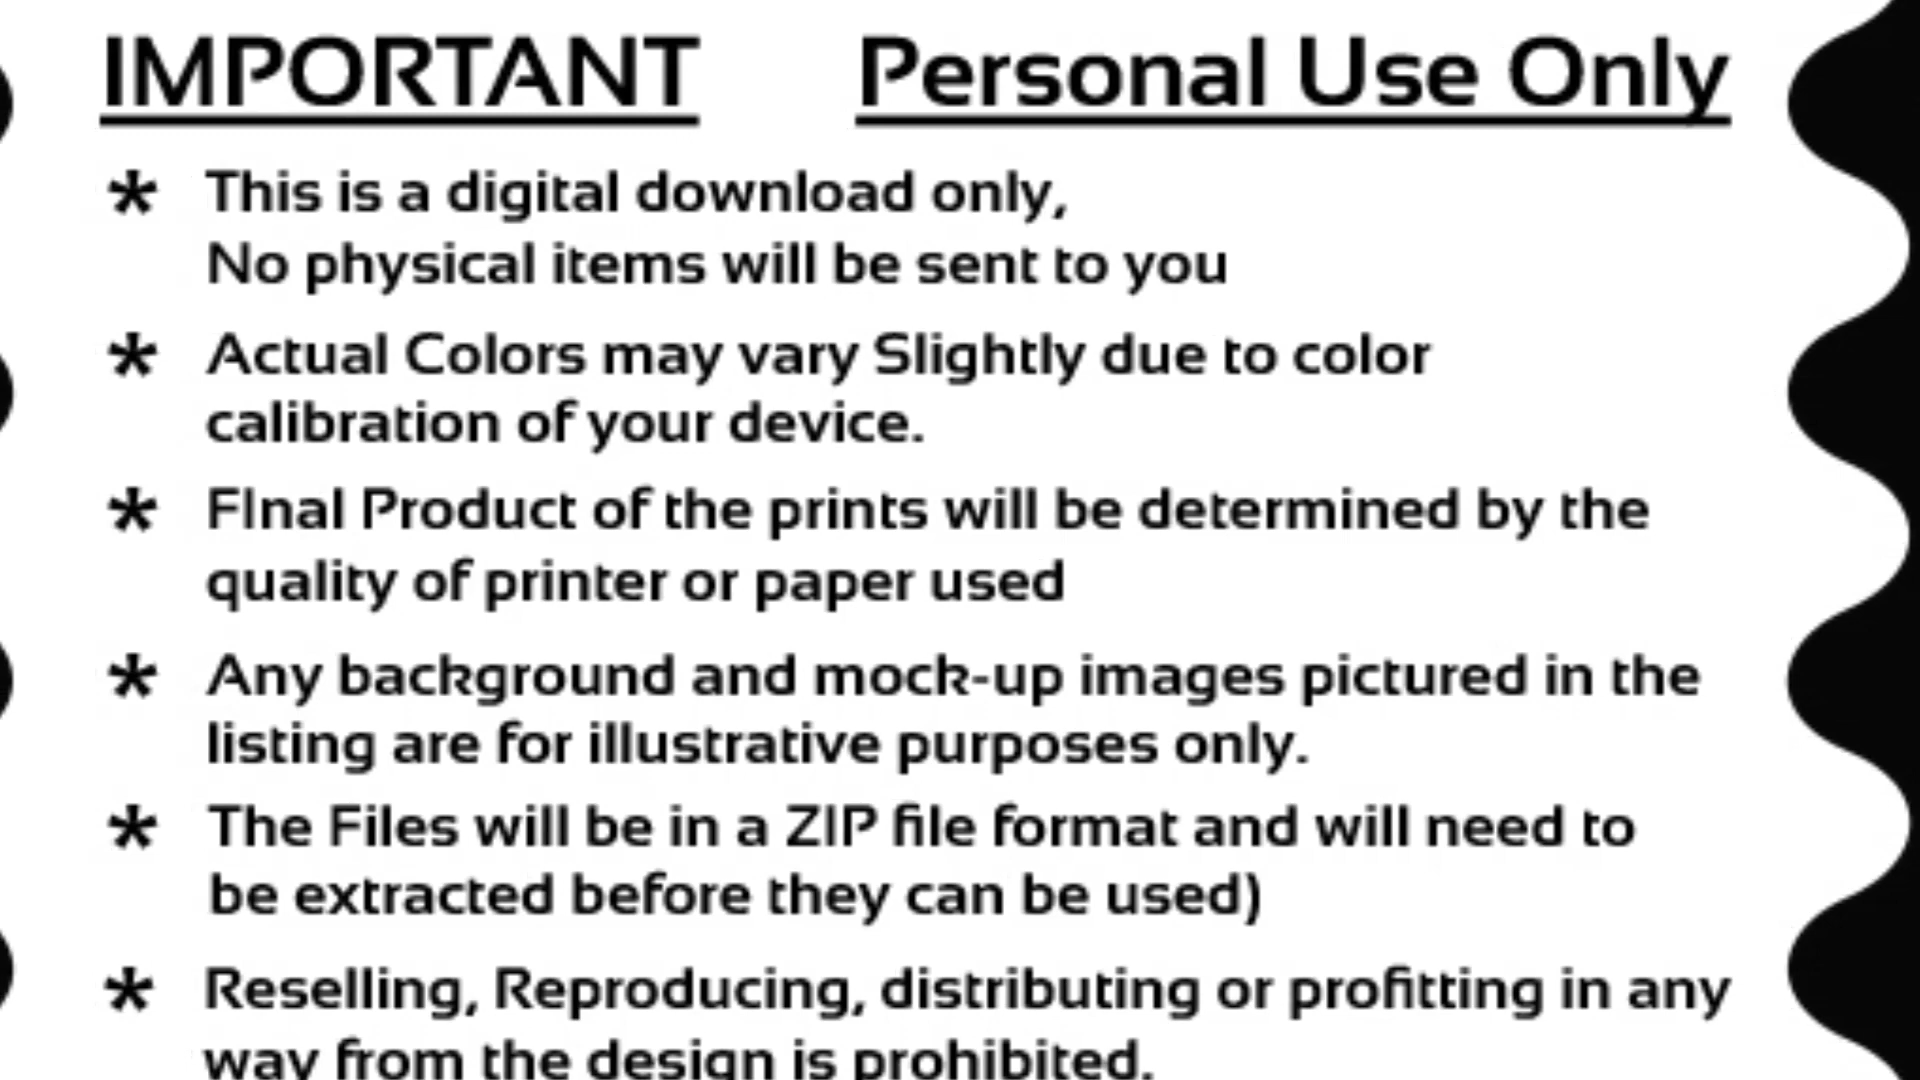 IMPORTANT Personal Use Only
* This is a digital download only,
No physical items will be sent to you
* Actual Colors may vary Slightly due to color
calibration of your device.
* FInal Product of the prints will be determined by the
quality of printer or paper used
* Any background and mock-up images pictured in the
listing are for illustrative purposes only.
* The Files will be in a ZIP file format and will need to
be extracted before they can be used)
* Reselling, Reproducing, distributing or profitting in any
way from the design is prohibited.